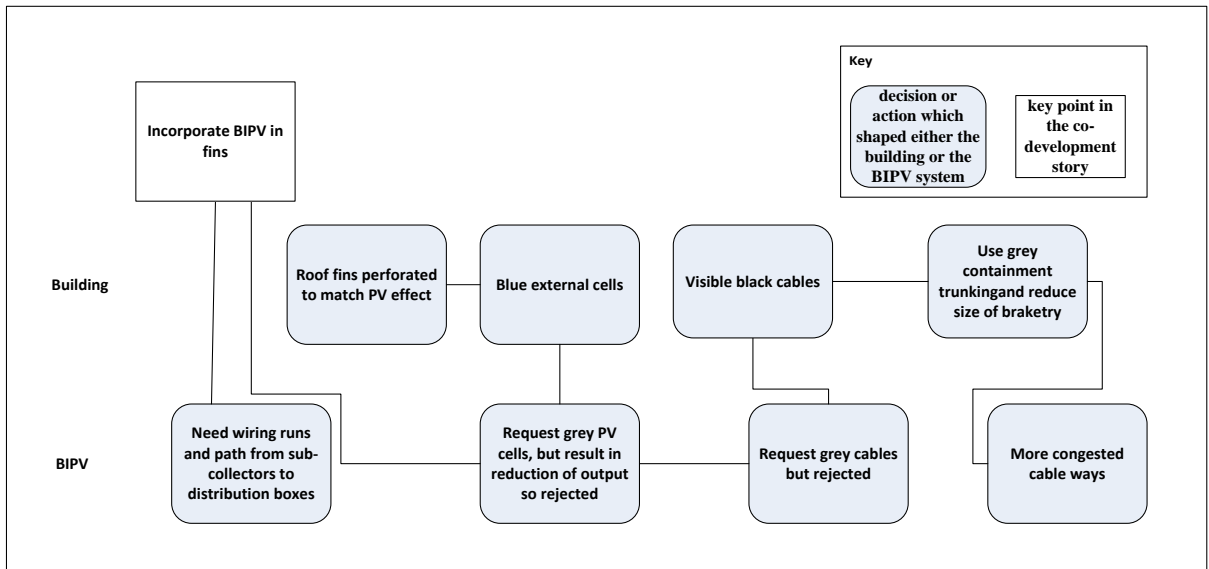 Key
decision or
action which
shaped either the
building or the
BIPV system
key point in
the co-
development
story
Incorporate BIPV in
fins
Building
Roof fins perforated
to match PV effect
Blue external cells
Visible black cables
Use grey
containment
trunkingand reduce
size of braketry
BIPV
Need wiring runs
and path from sub-
collectors to
distribution boxes
Request grey PV
cells, but result in
reduction of output
so rejected
Request grey cables
but rejected
More congested
cable ways